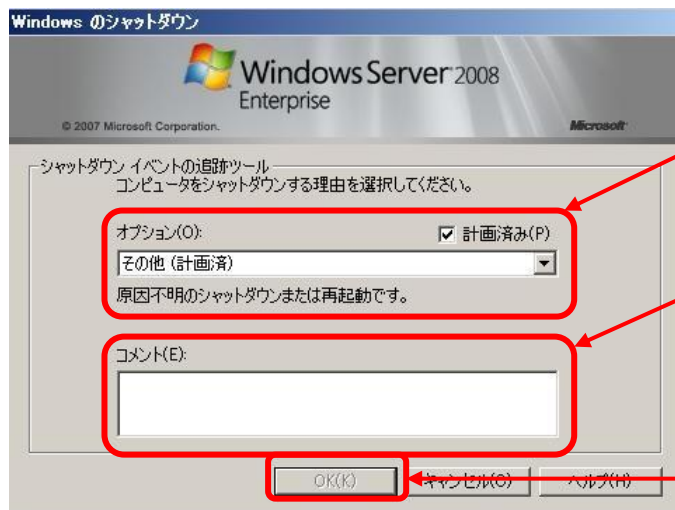 Windows のシャットダウン
Windows Server 2008
Enterprise
© 2007 Microsoft Corporation.
Microsoft
シャットダウン イベントの追跡ツール
コンピュータをシャットダウンする理由を選択してください。
オプション(O):
計画済み(P)
その他 (計画済)
原因不明のシャットダウンまたは再起動です。
コメント(E):
OK(K)
キャンセル(C)
ヘルプ(H)